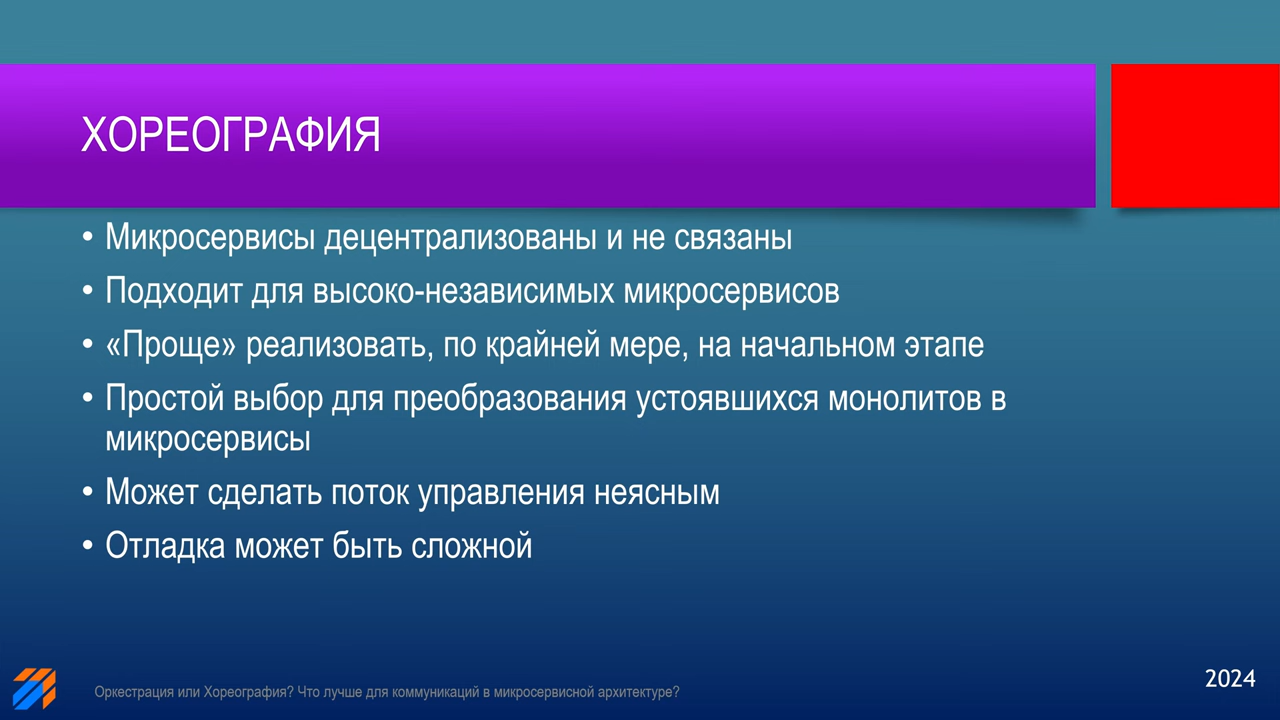 ХОРЕОГРАФИЯ
• Микросервисы децентрализованы и не связаны
• Подходит для высоко-независимых микросервисов
• «Проще» реализовать, по крайней мере, на начальном этапе
• Простой выбор для преобразования устоявшихся монолитов в
микросервисы
• Может сделать поток управления неясным
• Отладка может быть сложной
Оркестрация или Хореография? Что лучше для коммуникаций в микросервисной архитектуре?
2024